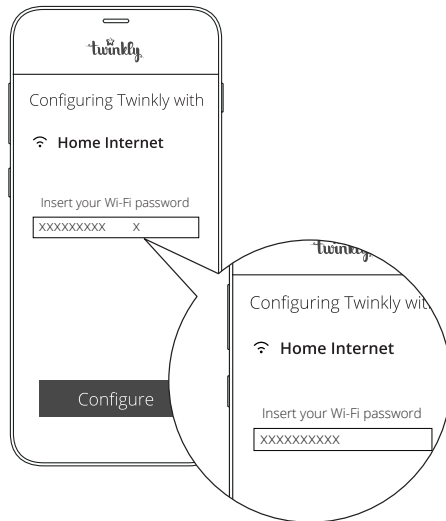 twinkly
Configuring Twinkly with
Home Internet
Insert your Wi-Fi password
XXXXXXXXX X
Configure
twinkly
Configuring Twinkly wit
Home Internet
Insert your Wi-Fi password
XXXXXXXXXX